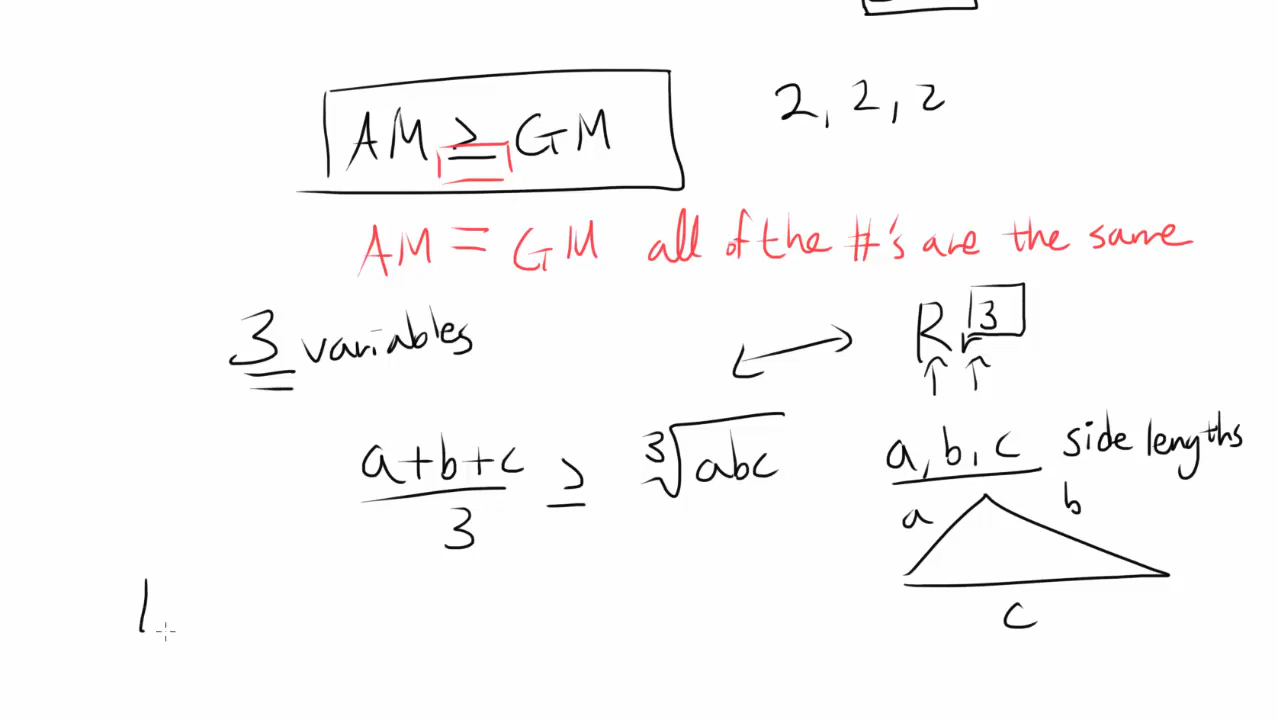 2, 2, 2
AM ≥ GM
AM = GM all of the #'s are the same
3 variables
R 3
a+b+c / 3 ≥ ³√abc
a, b, c side lengths
a
b
c